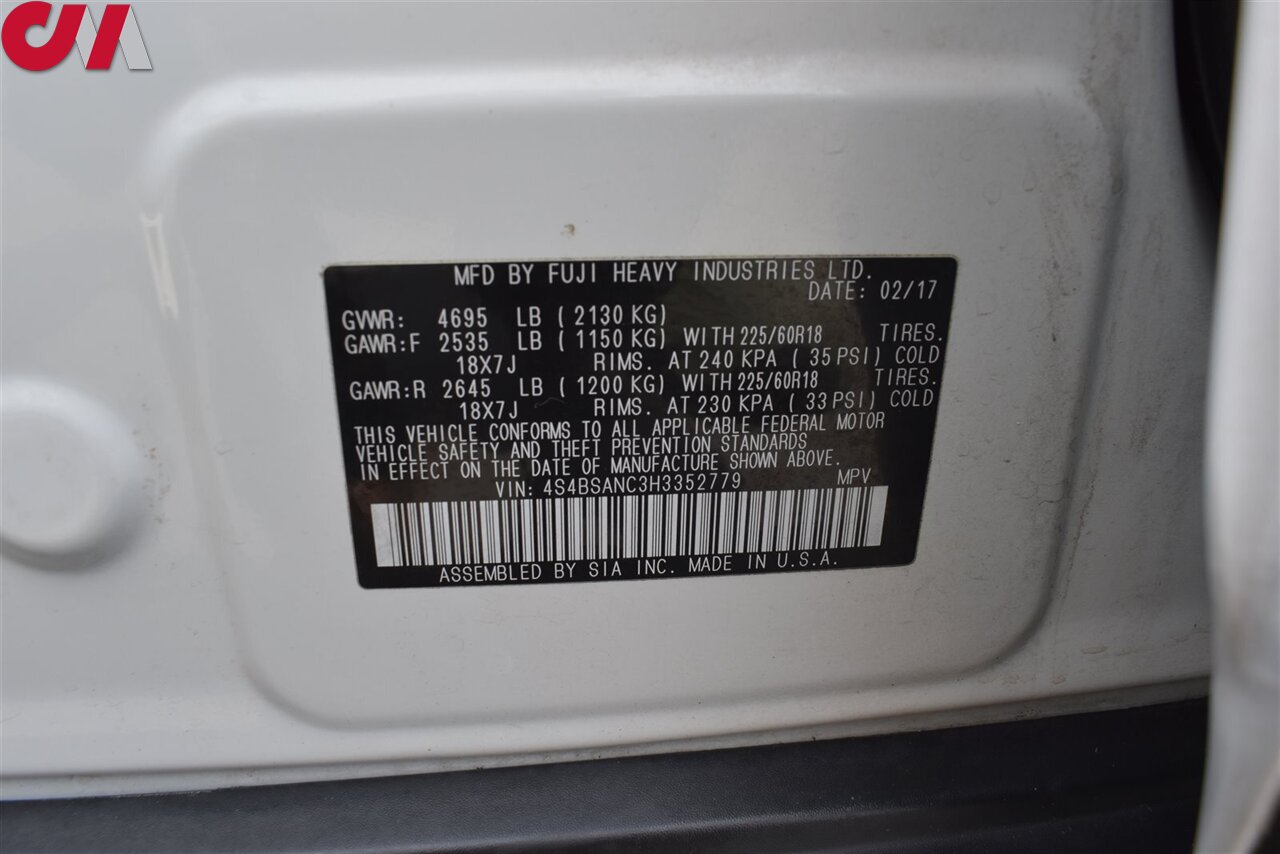 CM
MFD BY FUJI HEAVY INDUSTRIES LTD.
DATE: 02/17
GVWR: 4695 LB ( 2130 KG)
GAWR:F 2535 LB ( 1150 KG) WITH 225/60R18 TIRES.
18X7J RIMS. AT 240 KPA ( 35 PSI) COLD
GAWR:R 2645 LB ( 1200 KG) WITH 225/60R18 TIRES.
18X7J RIMS. AT 230 KPA ( 33 PSI) COLD
THIS VEHICLE CONFORMS TO ALL APPLICABLE FEDERAL MOTOR
VEHICLE SAFETY AND THEFT PREVENTION STANDARDS
IN EFFECT ON THE DATE OF MANUFACTURE SHOWN ABOVE.
VIN: 4S4BSANC3H3352779 MPV
ASSEMBLED BY SIA INC. MADE IN U.S.A.